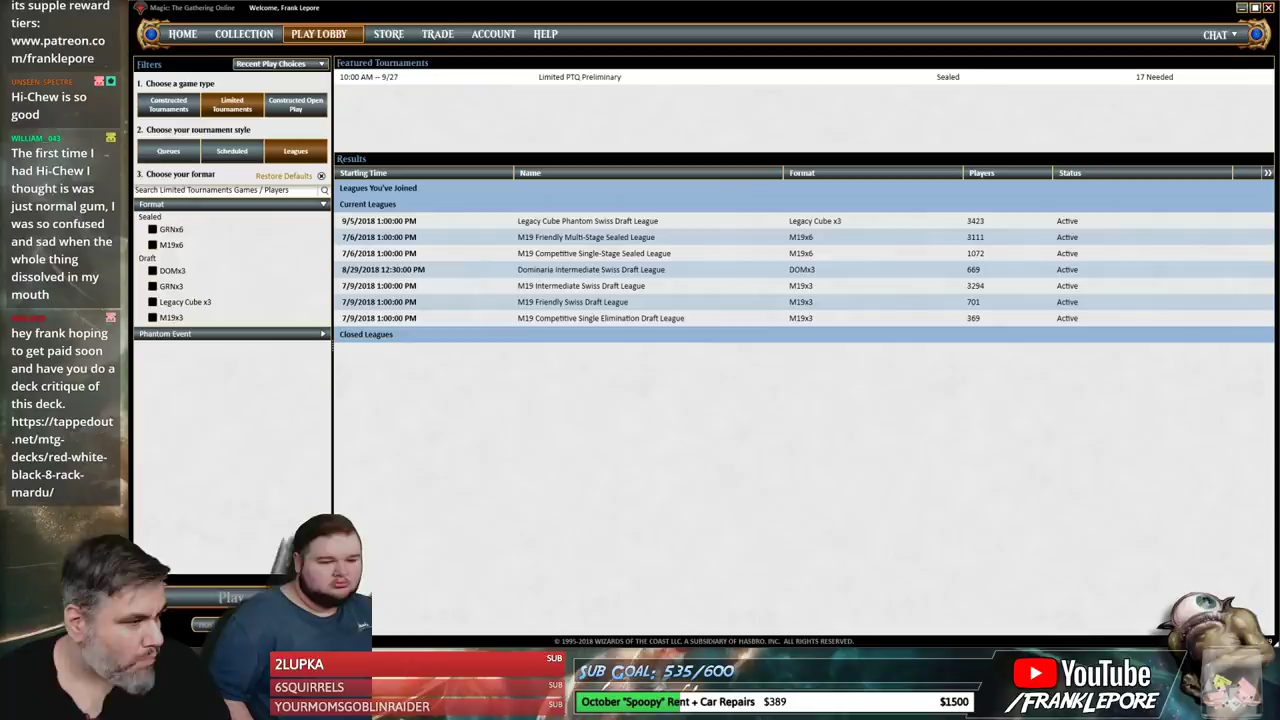 its supple reward
tiers:
www.patreon.co
m/franklepore
UNSEEN_SPECTRE
Hi-Chew is so
good
WILLIAM_043
The first time I
had Hi-Chew I
thought is was
just normal gum, I
was so confused
and sad when the
whole thing
dissolved in my
mouth
hey frank hoping
to get paid soon
and have you do a
deck critique of
this deck.
https://tappedout
.net/mtg-
decks/red-white-
black-8-rack-
mardu/
Magic: The Gathering Online Welcome, Frank Lepore
HOME COLLECTION PLAY LOBBY STORE TRADE ACCOUNT HELP CHAT
Filters Recent Play Choices
1. Choose a game type
Constructed Tournaments Limited Tournaments Constructed Open Play
2. Choose your tournament style
Queues Scheduled Leagues
3. Choose your format Restore Defaults
Search Limited Tournaments Games / Players
Format
Sealed
GRNx6
M19x6
Draft
DOMx3
GRNx3
Legacy Cube x3
M19x3
Phantom Event
Featured Tournaments
10:00 AM -- 9/27 Limited PTQ Preliminary Sealed 17 Needed
Results
Starting Time Name Format Players Status
Leagues You've Joined
Current Leagues
9/5/2018 1:00:00 PM Legacy Cube Phantom Swiss Draft League Legacy Cube x3 3423 Active
7/6/2018 1:00:00 PM M19 Friendly Multi-Stage Sealed League M19x6 3111 Active
7/6/2018 1:00:00 PM M19 Competitive Single-Stage Sealed League M19x6 1072 Active
8/29/2018 12:30:00 PM Dominaria Intermediate Swiss Draft League DOMx3 669 Active
7/9/2018 1:00:00 PM M19 Intermediate Swiss Draft League M19x3 3294 Active
7/9/2018 1:00:00 PM M19 Friendly Swiss Draft League M19x3 701 Active
7/9/2018 1:00:00 PM M19 Competitive Single Elimination Draft League M19x3 369 Active
Closed Leagues
© 1995-2018 WIZARDS OF THE COAST LLC, A SUBSIDIARY OF HASBRO, INC. ALL RIGHTS RESERVED.
2LUPKA SUB
6SQUIRRELS SUB
YOURMOMSGOBLINRAIDER SUB
SUB GOAL: 535/600
October "Spoopy" Rent + Car Repairs $389 $1500
YouTube
/FRANKLEPORE